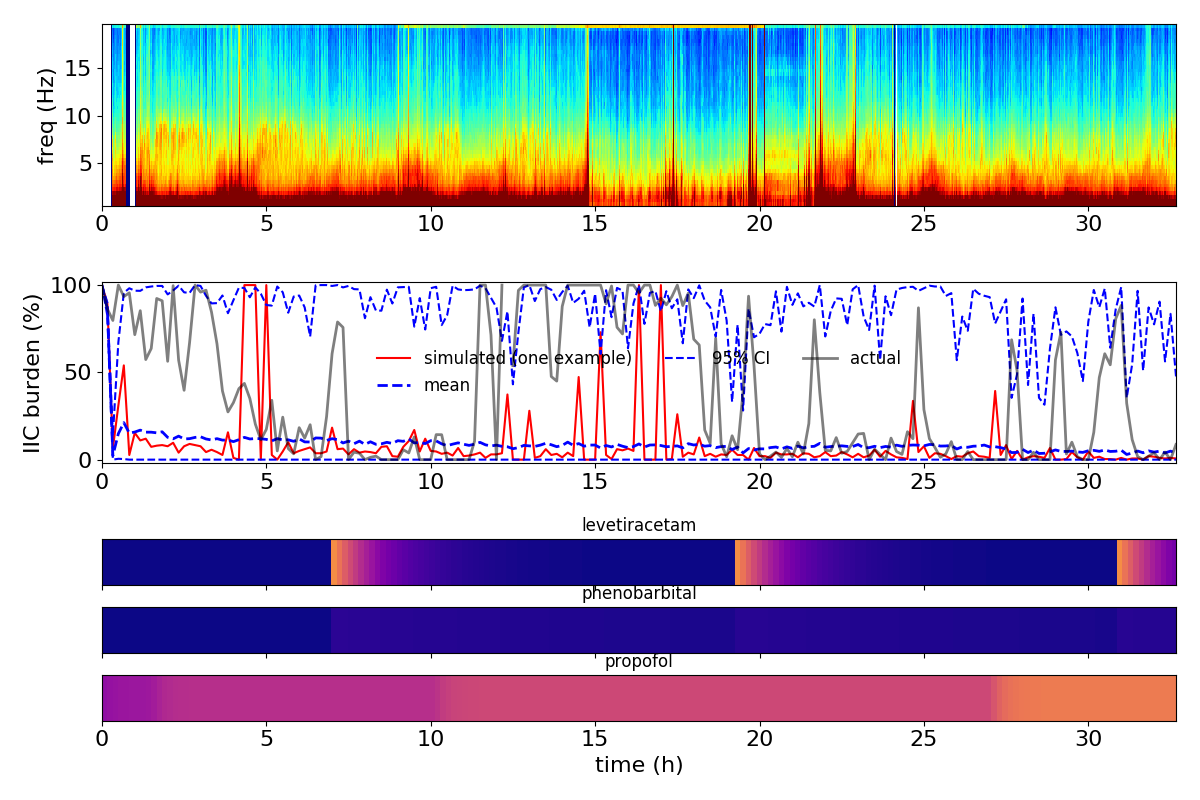 freq (Hz)
15
10
5
0 5 10 15 20 25 30
IIC burden (%)
100
50
0
simulated (one example) 95% CI actual
mean
0 5 10 15 20 25 30
levetiracetam
phenobarbital
propofol
0 5 10 15 20 25 30
time (h)